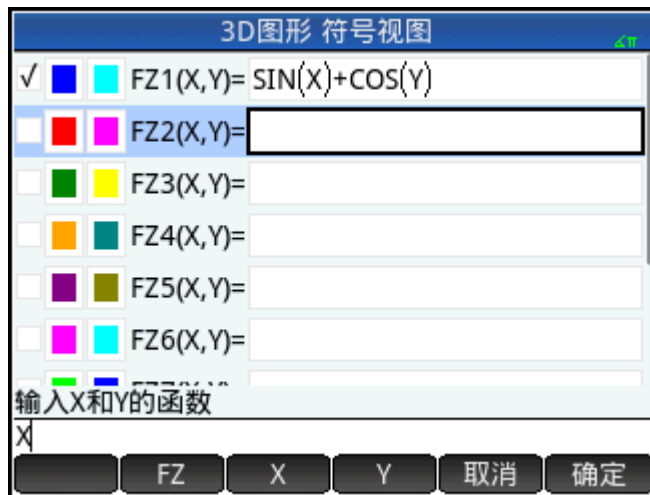 3D图形 符号视图
∡π
√ FZ1(X,Y)= SIN(X)+COS(Y)
FZ2(X,Y)=
FZ3(X,Y)=
FZ4(X,Y)=
FZ5(X,Y)=
FZ6(X,Y)=
输入X和Y的函数
X
FZ X Y 取消 确定